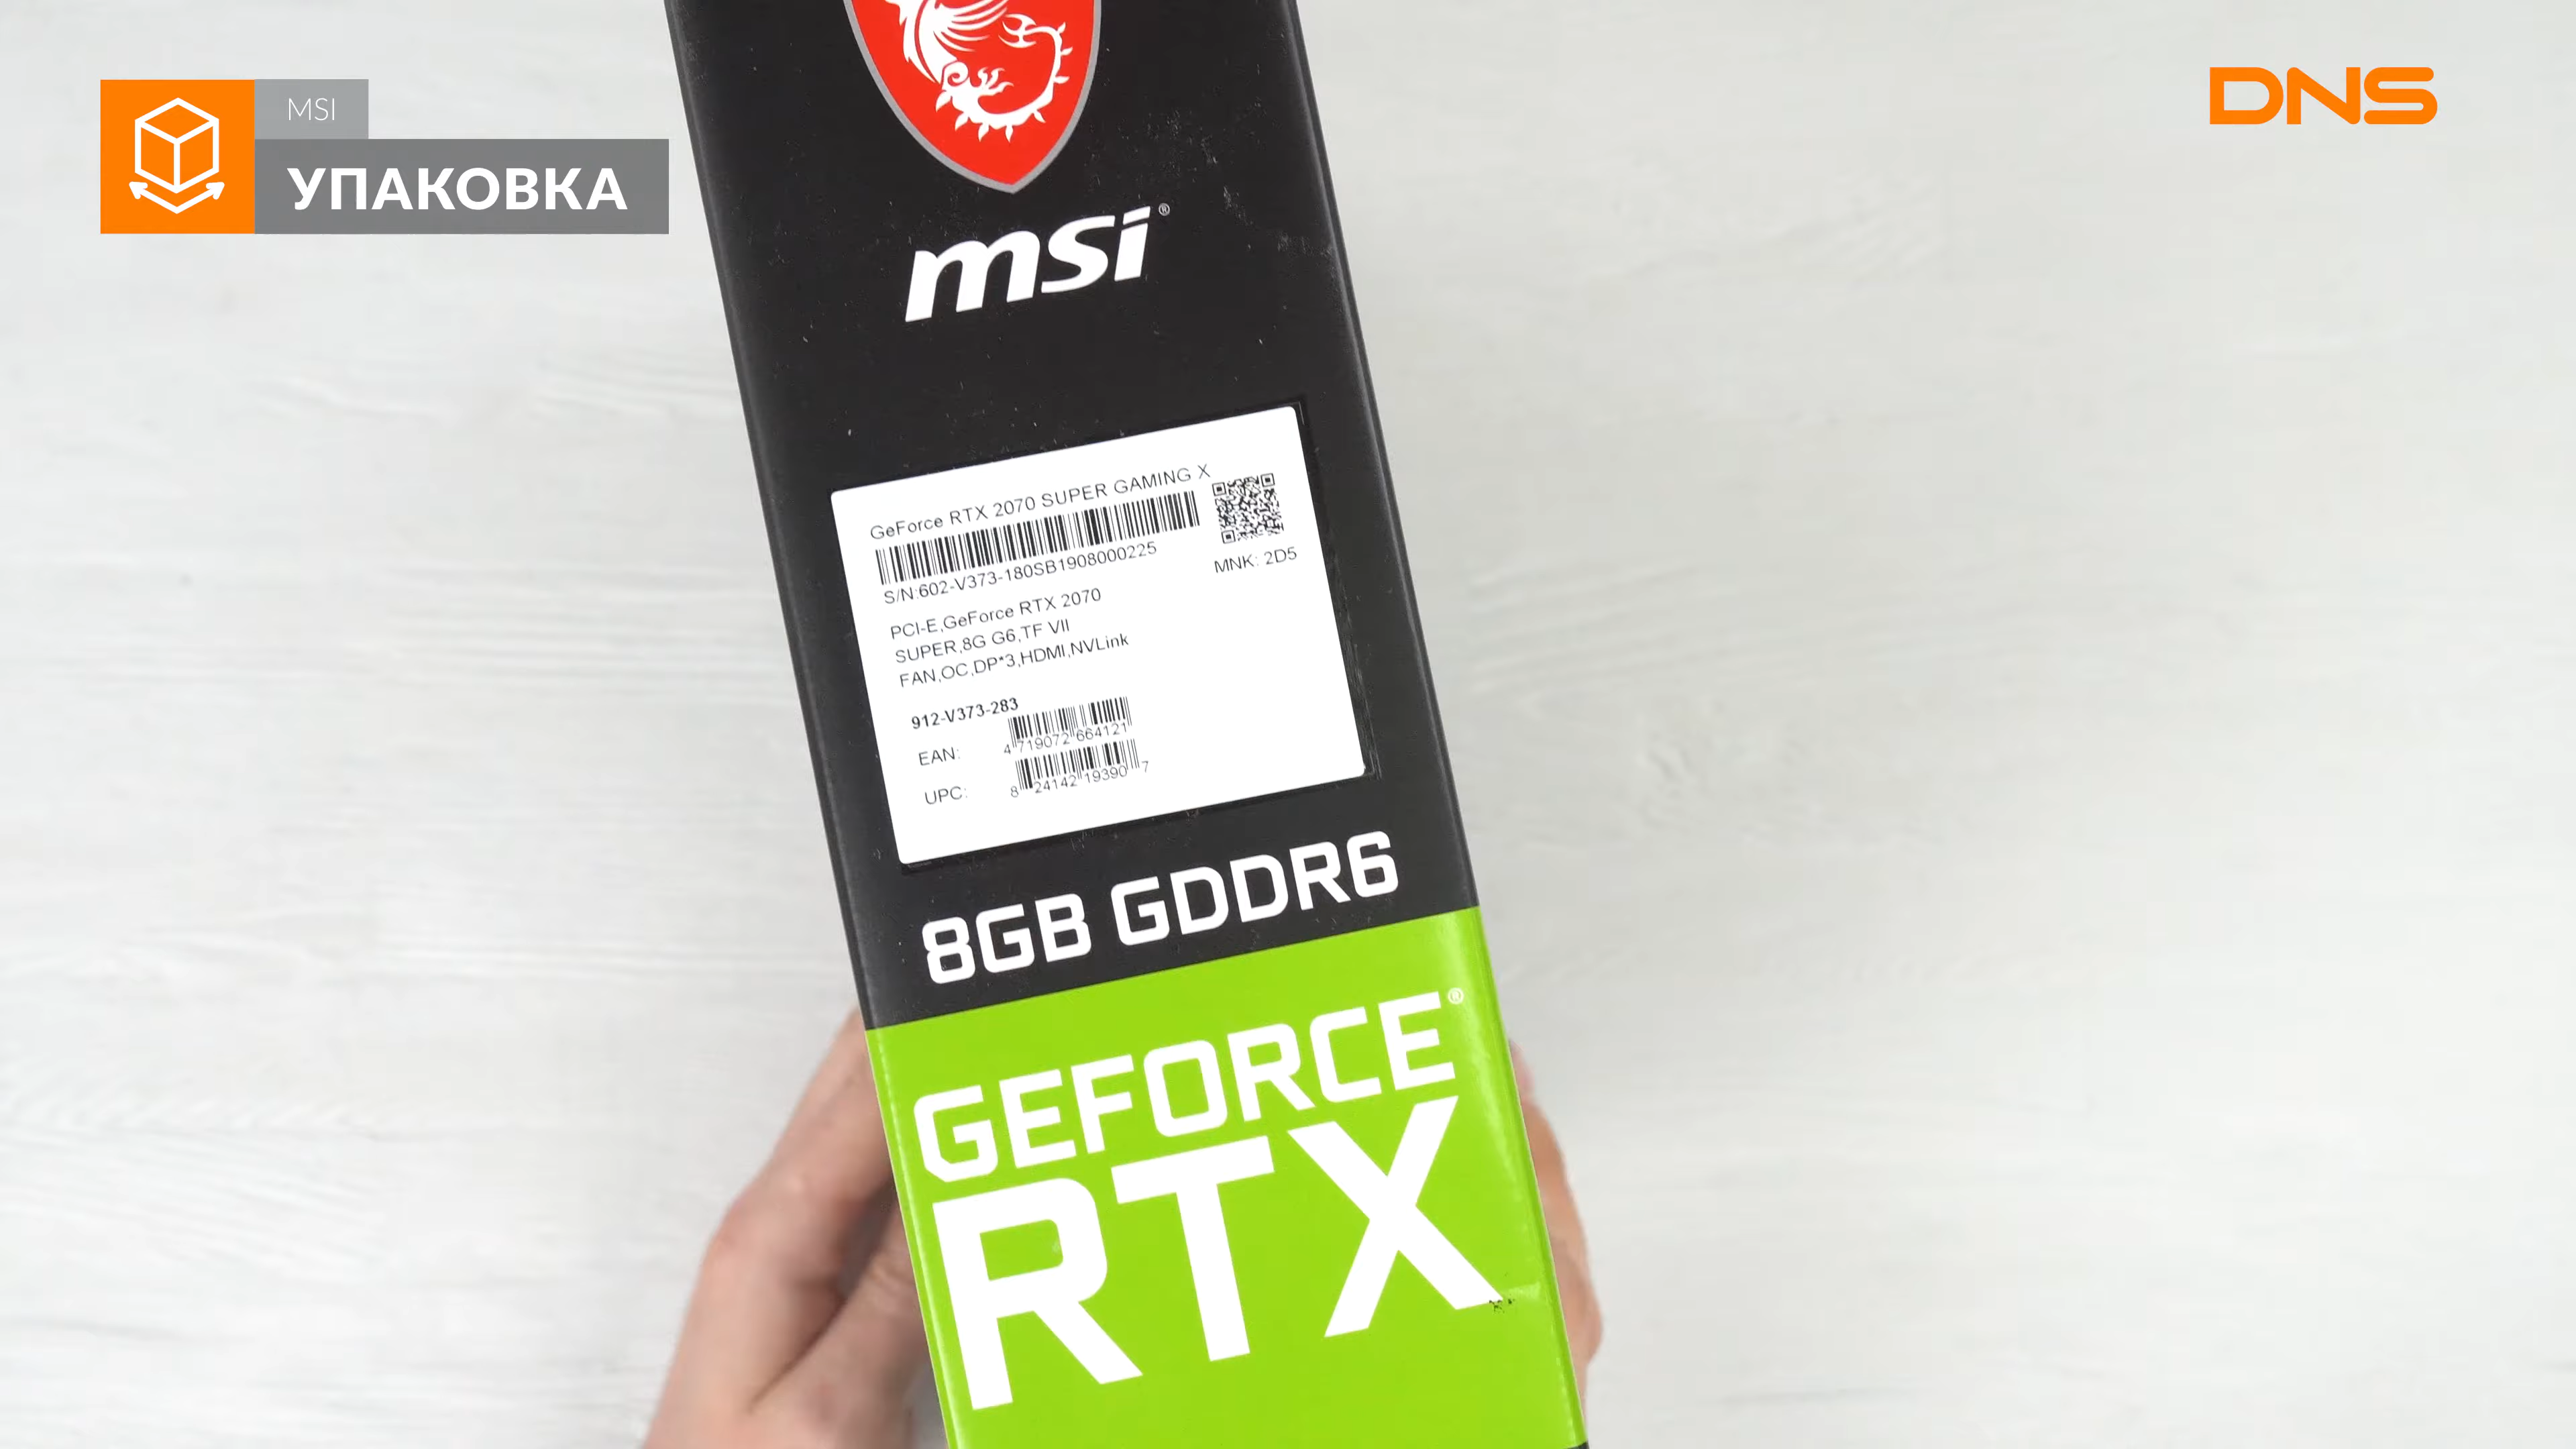 MSI
УПАКОВКА
DNS
msi®
GeForce RTX 2070 SUPER GAMING X
S/N:602-V373-180SB1908000225
MNK: 2D5
PCI-E,GeForce RTX 2070
SUPER,8G G6,TF VII
FAN,OC,DP*3,HDMI,NVLink
912-V373-283
EAN: 4 719072 664121
UPC: 8 24142 19390 7
8GB GDDR6
GEFORCE®
RTX